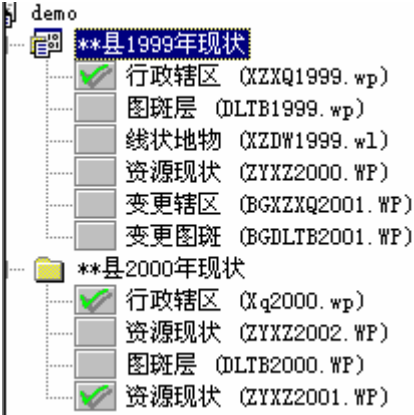 demo
**县1999年现状
行政辖区 (XZXQ1999.wp)
图斑层 (DLTB1999.wp)
线状地物 (XZDW1999.wl)
资源现状 (ZYXZ2000.WP)
变更辖区 (BGXZXQ2001.WP)
变更图斑 (BGDLTB2001.WP)
**县2000年现状
行政辖区 (Xq2000.wp)
资源现状 (ZYXZ2002.WP)
图斑层 (DLTB2000.WP)
资源现状 (ZYXZ2001.WP)